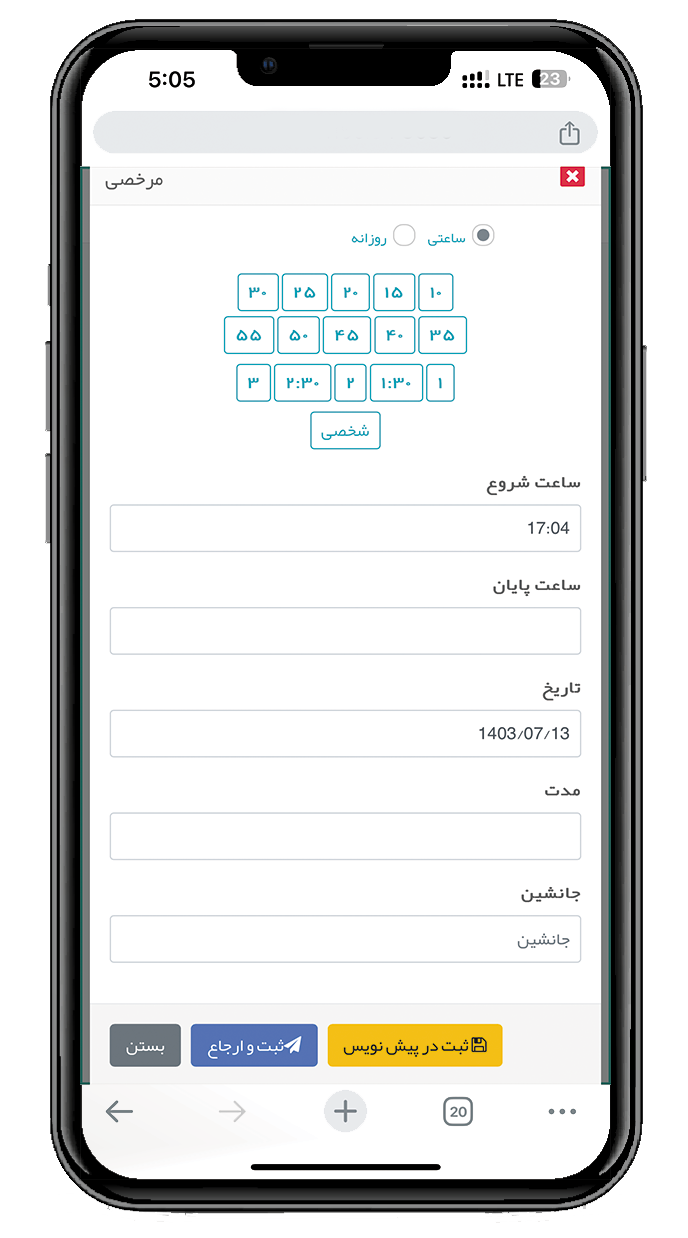 5:05 LTE 23
مرخصی
ساعتی روزانه
۱۰ ۱۵ ۲۰ ۲۵ ۳۰
۳۵ ۴۰ ۴۵ ۵۰ ۵۵
۱ ۱:۳۰ ۲ ۲:۳۰ ۳
شخصی
ساعت شروع
17:04
ساعت پایان
تاریخ
1403/07/13
مدت
جانشین
جانشین
ثبت در پیش نویس ثبت و ارجاع بستن
20